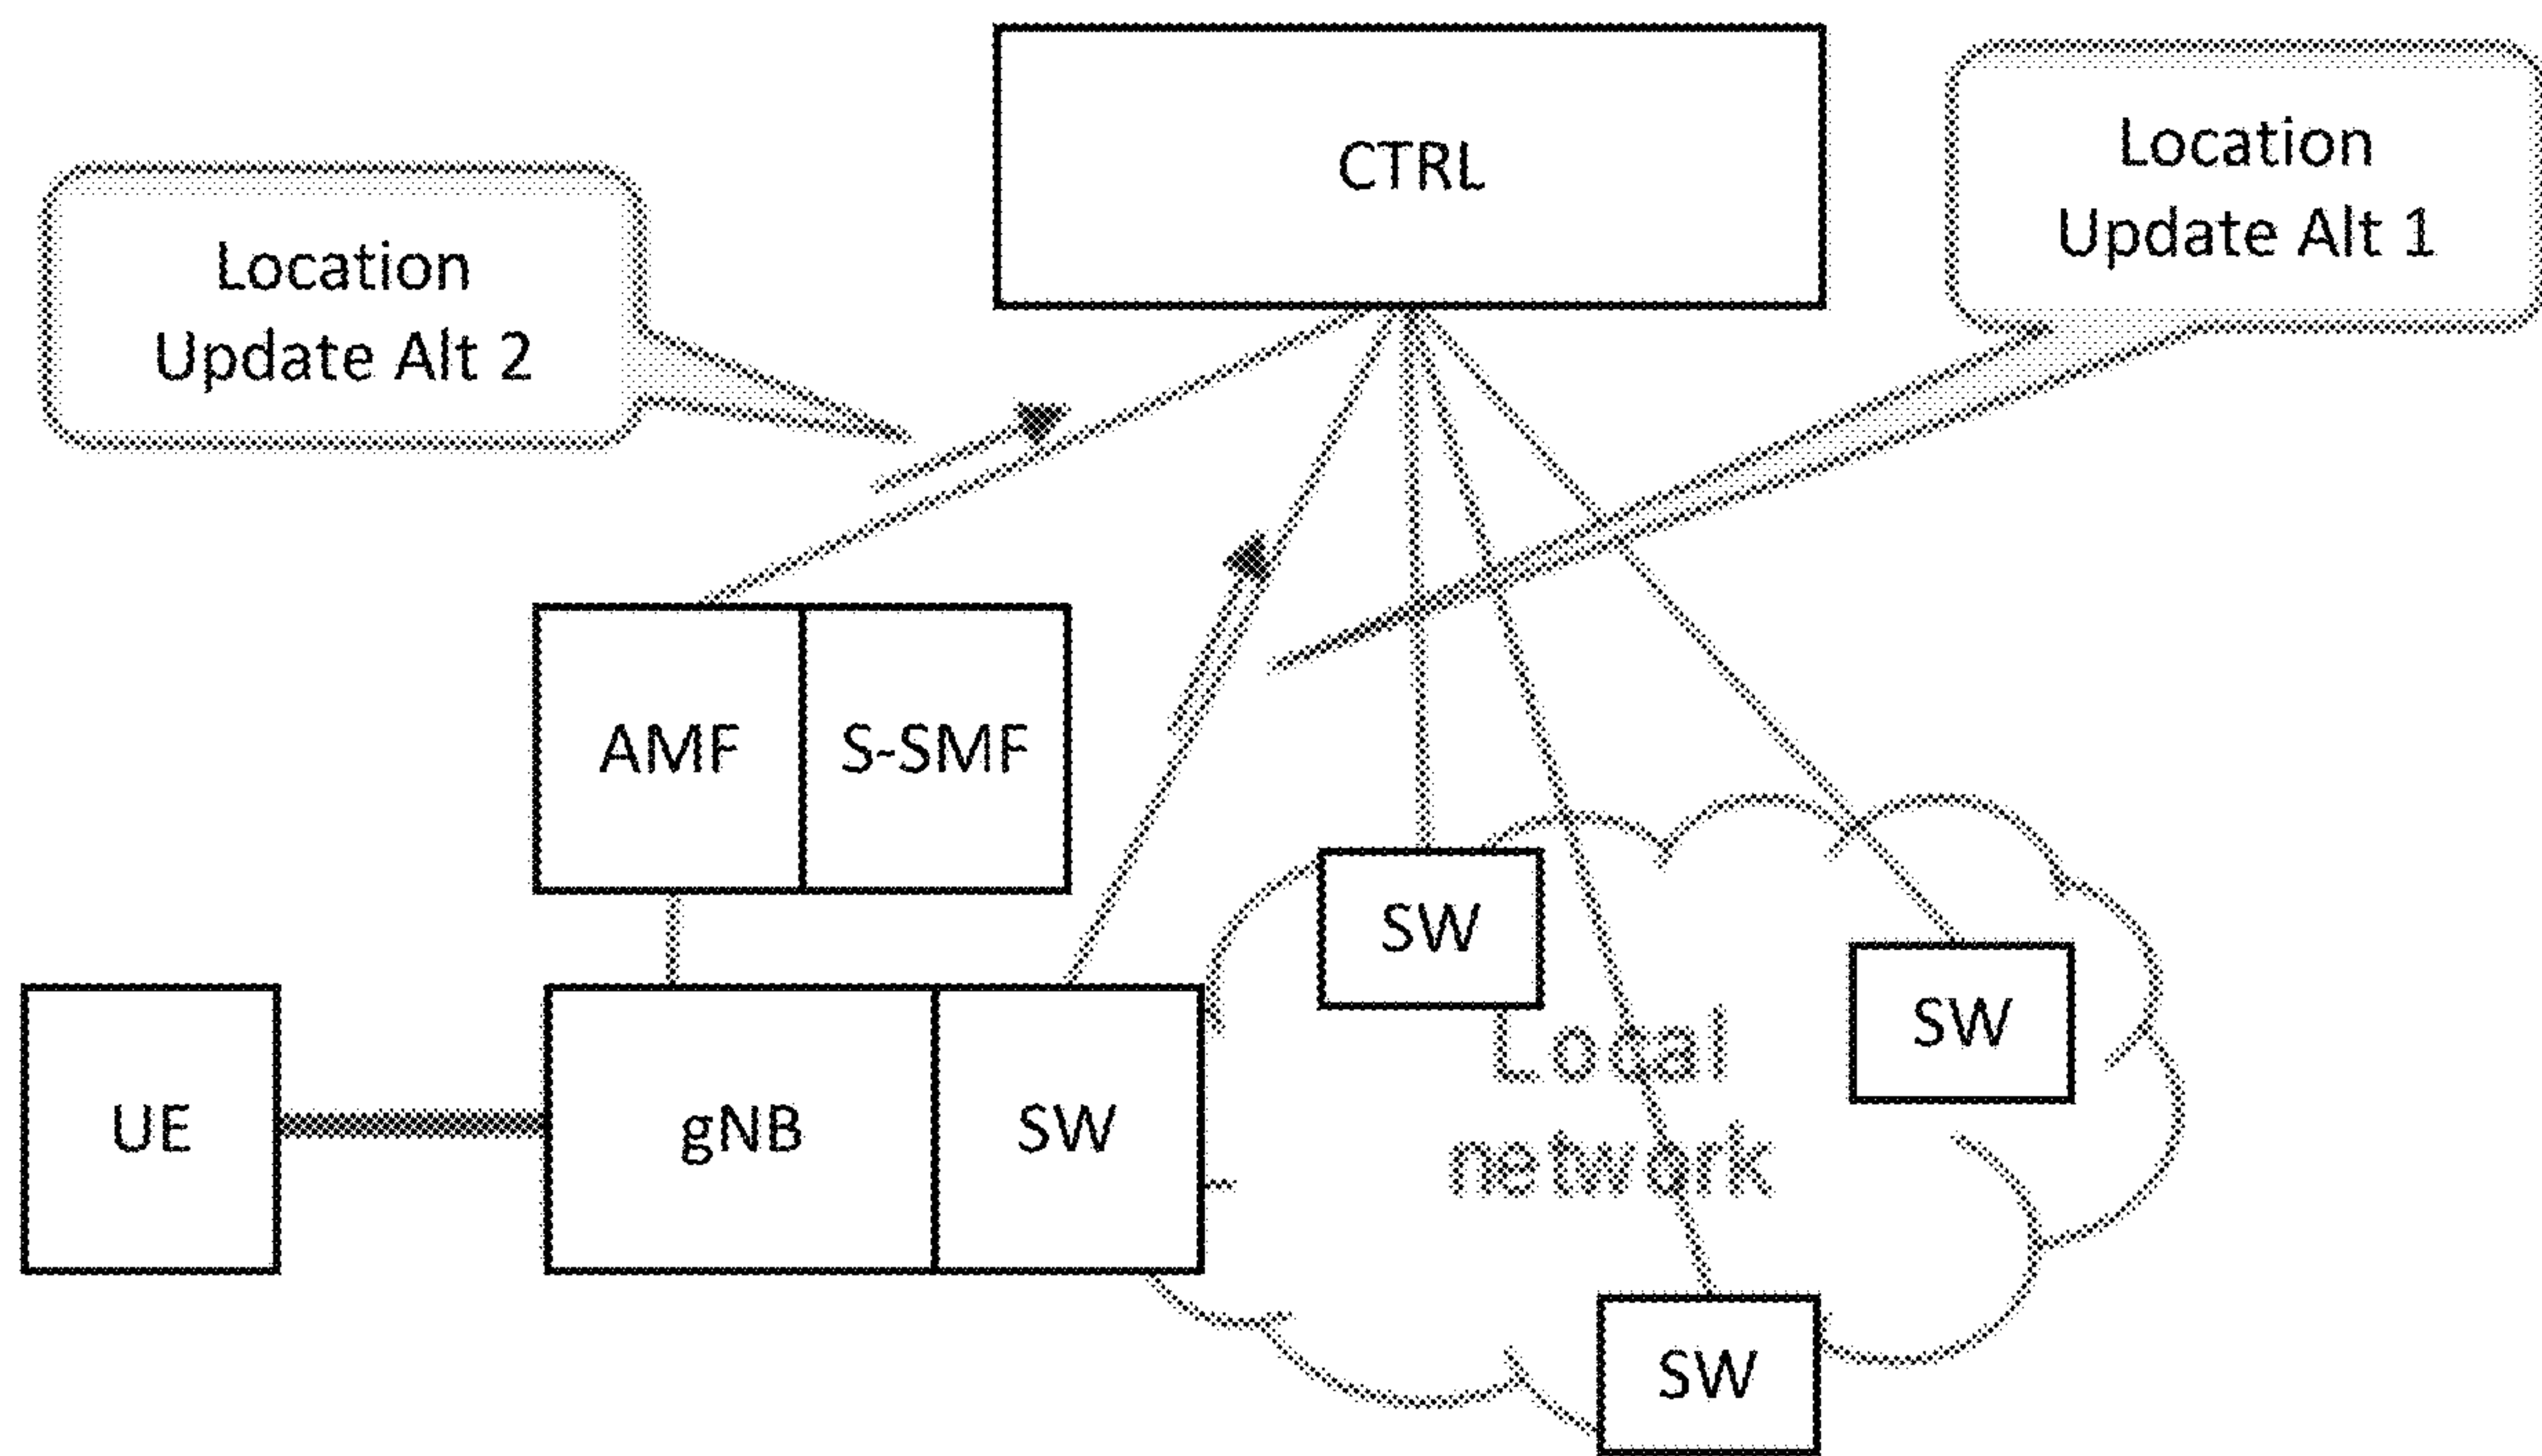 CTRL
Location
Update Alt 1
Location
Update Alt 2
AMF
S-SMF
SW
SW
UE
gNB
SW
Local
network
SW